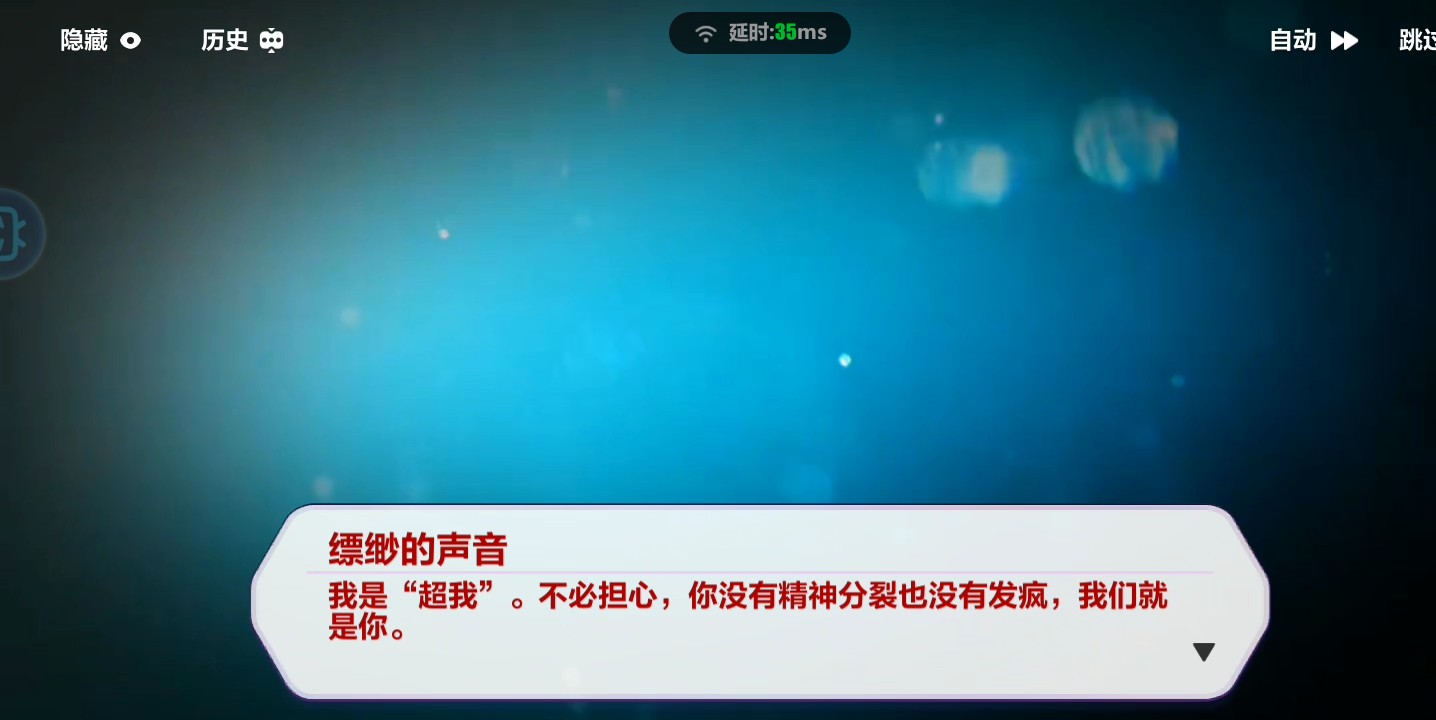 隐藏
历史
延时:35ms
自动
跳过
缥缈的声音
我是“超我”。不必担心，你没有精神分裂也没有发疯，我们就
是你。